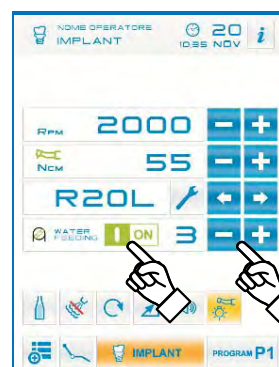 NOME OPERATORE
IMPLANT
20
10:35 NOV
i
RPM 2000 - +
NCM 55 - +
R20L
WATER FEEDING ON 3 - +
IMPLANT
PROGRAM P1